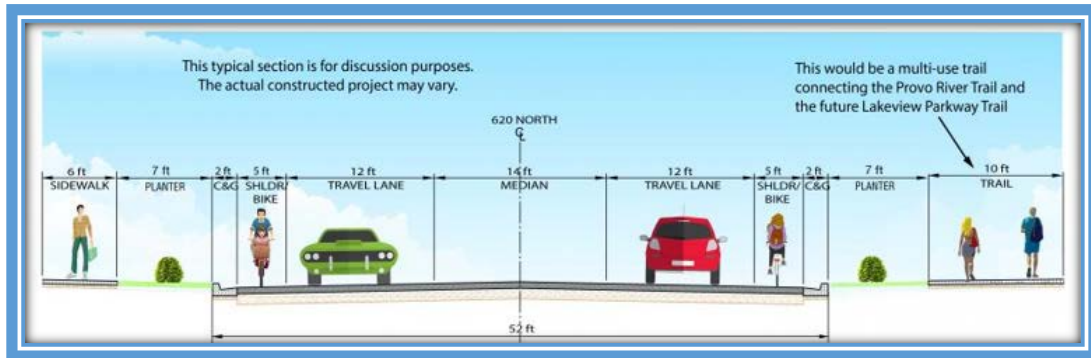 This typical section is for discussion purposes.
The actual constructed project may vary.
This would be a multi-use trail
connecting the Provo River Trail and
the future Lakeview Parkway Trail
620 NORTH
℄
6 ft
SIDEWALK
7 ft
PLANTER
2 ft
C&G
5 ft
SHLDR/
BIKE
12 ft
TRAVEL LANE
14 ft
MEDIAN
12 ft
TRAVEL LANE
5 ft
SHLDR/
BIKE
2 ft
C&G
7 ft
PLANTER
10 ft
TRAIL
52 ft